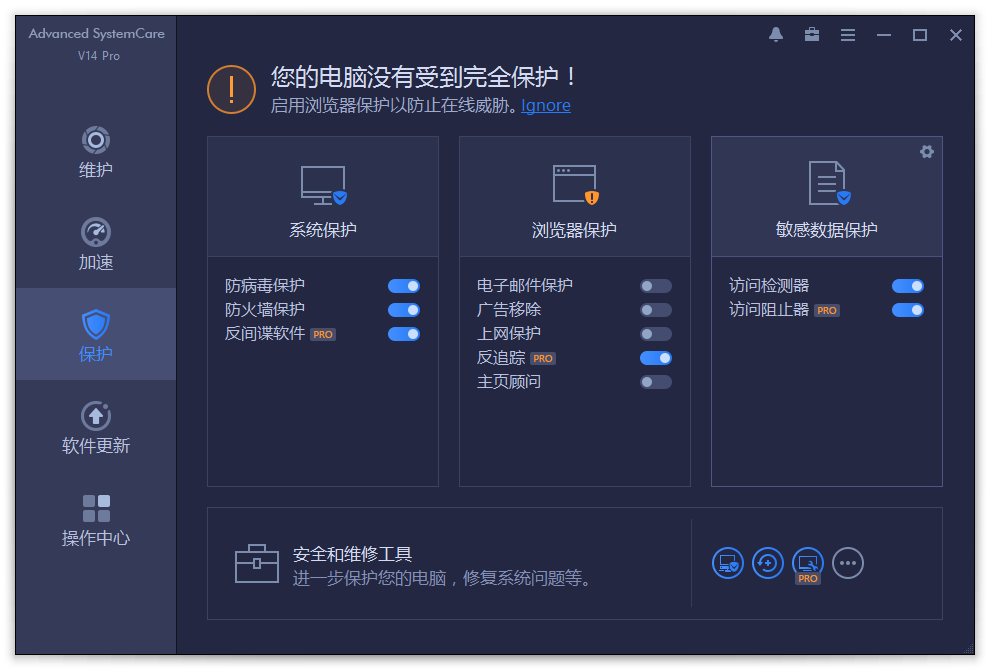 Advanced SystemCare
V14 Pro
维护
加速
保护
软件更新
操作中心
您的电脑没有受到完全保护！
启用浏览器保护以防止在线威胁。Ignore
系统保护
防病毒保护
防火墙保护
反间谍软件 PRO
浏览器保护
电子邮件保护
广告移除
上网保护
反追踪 PRO
主页顾问
敏感数据保护
访问检测器
访问阻止器 PRO
安全和维修工具
进一步保护您的电脑，修复系统问题等。
PRO